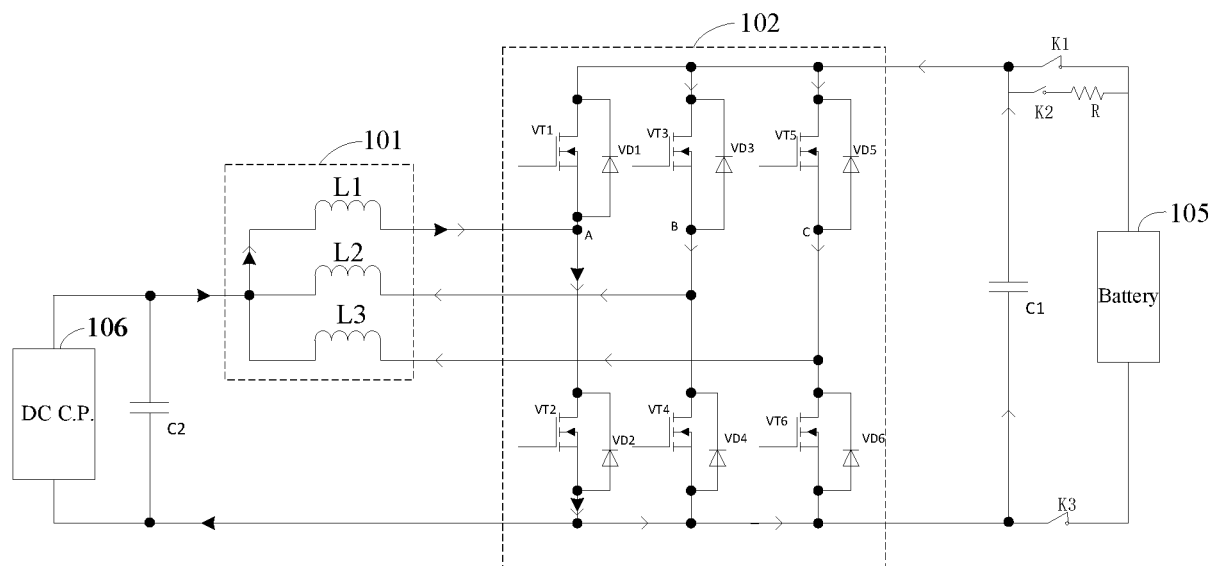 102
K1
K2
R
VT1
VD1
VT3
VD3
VT5
VD5
101
L1
A
B
C
105
L2
Battery
C1
L3
106
DC C.P.
C2
VT2
VD2
VT4
VD4
VT6
VD6
K3